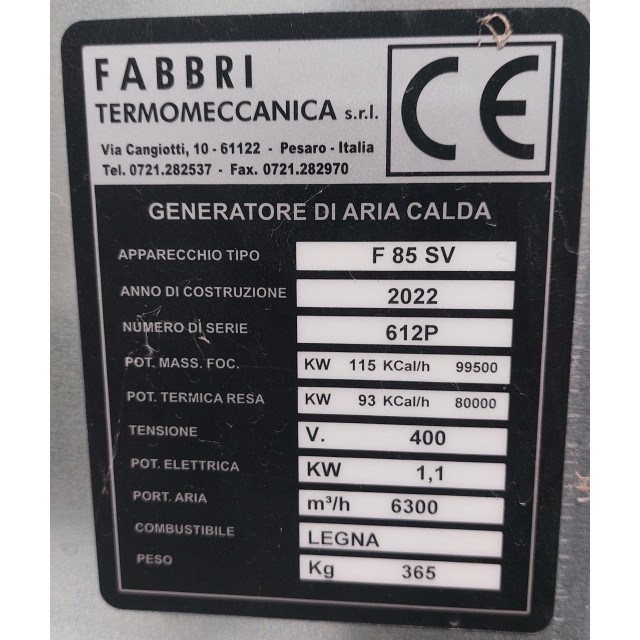 FABBRI
TERMOMECCANICA s.r.l.
Via Cangiotti, 10 - 61122 - Pesaro - Italia
Tel. 0721.282537 - Fax. 0721.282970
CE
GENERATORE DI ARIA CALDA
APPARECCHIO TIPO F 85 SV
ANNO DI COSTRUZIONE 2022
NUMERO DI SERIE 612P
POT. MASS. FOC. KW 115 KCal/h 99500
POT. TERMICA RESA KW 93 KCal/h 80000
TENSIONE V. 400
POT. ELETTRICA KW 1,1
PORT. ARIA m³/h 6300
COMBUSTIBILE LEGNA
PESO Kg 365